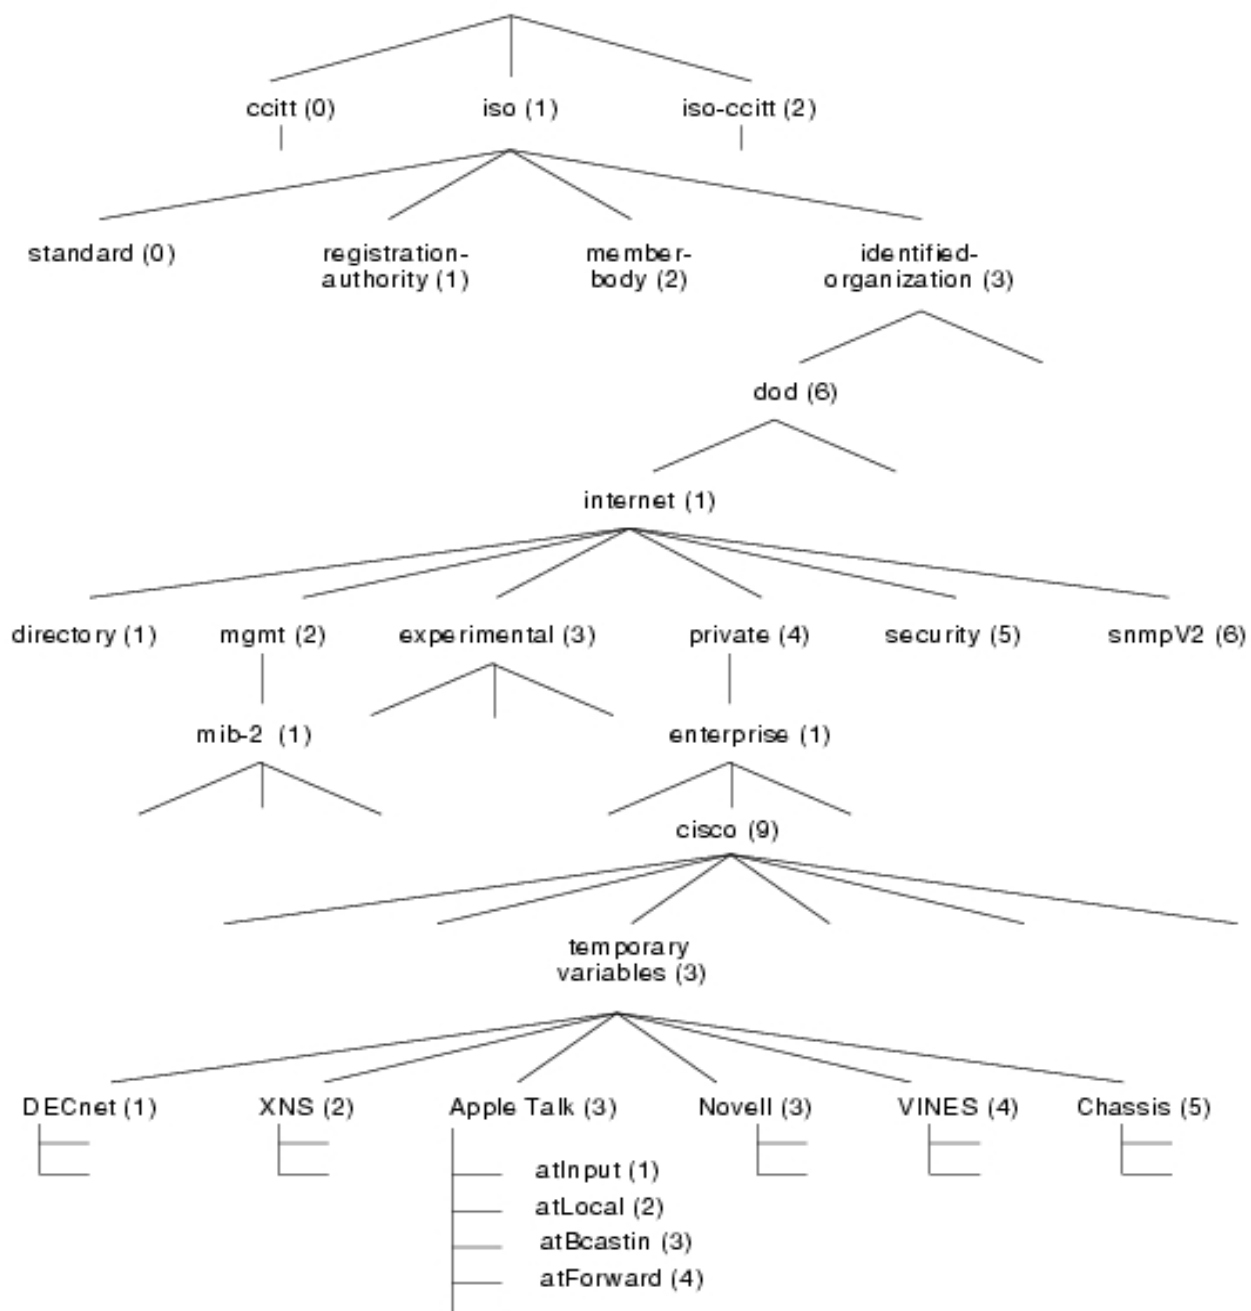 ccitt (0) iso (1) iso-ccitt (2)
standard (0) registration- member- identified-
authority (1) body (2) organization (3)
dod (6)
internet (1)
directory (1) mgmt (2) experimental (3) private (4) security (5) snmpV2 (6)
mib-2 (1) enterprise (1)
cisco (9)
temporary
variables (3)
DECnet (1) XNS (2) Apple Talk (3) Novell (3) VINES (4) Chassis (5)
atInput (1)
atLocal (2)
atBcastin (3)
atForward (4)